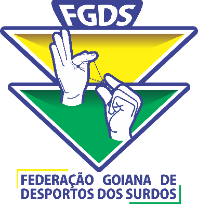 FGDS
FEDERAÇÃO GOIANA DE
DESPORTOS DOS SURDOS